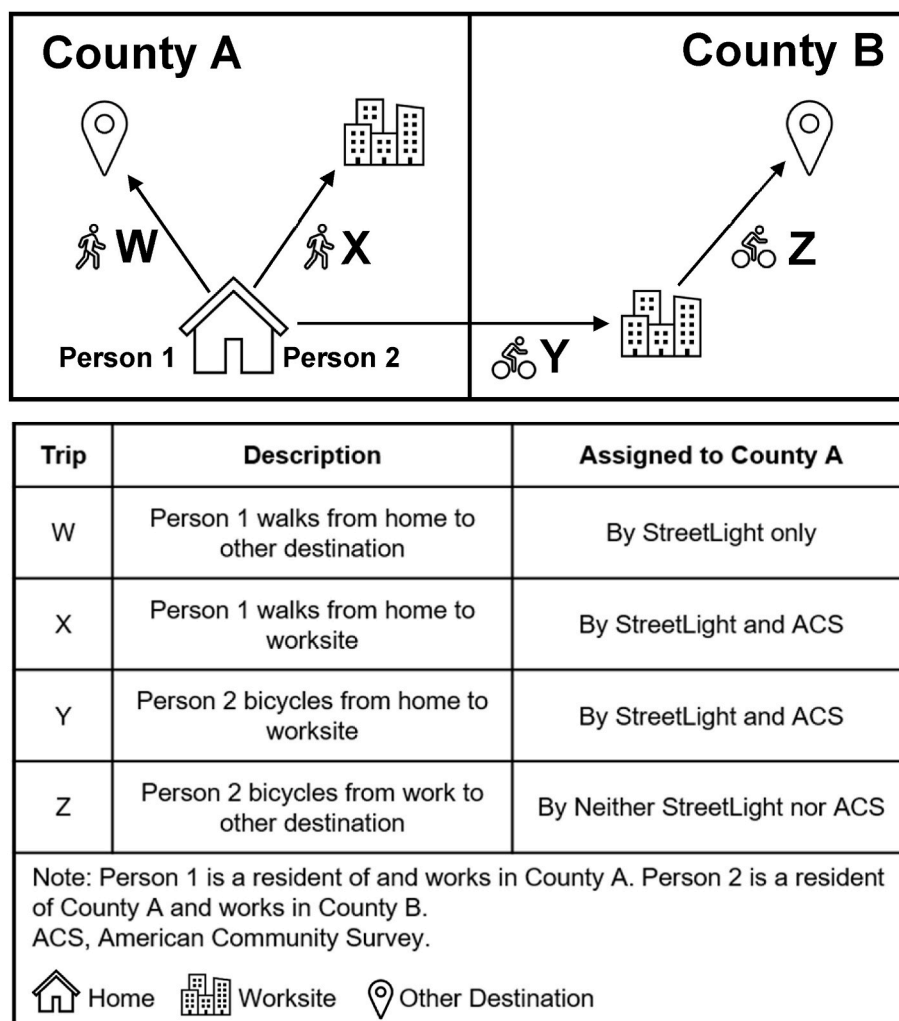 County A
County B
W
X
Z
Person 1
Person 2
Y
Trip
Description
Assigned to County A
W
Person 1 walks from home to
other destination
By StreetLight only
X
Person 1 walks from home to
worksite
By StreetLight and ACS
Y
Person 2 bicycles from home to
worksite
By StreetLight and ACS
Z
Person 2 bicycles from work to
other destination
By Neither StreetLight nor ACS
Note: Person 1 is a resident of and works in County A. Person 2 is a resident
of County A and works in County B.
ACS, American Community Survey.
Home
Worksite
Other Destination